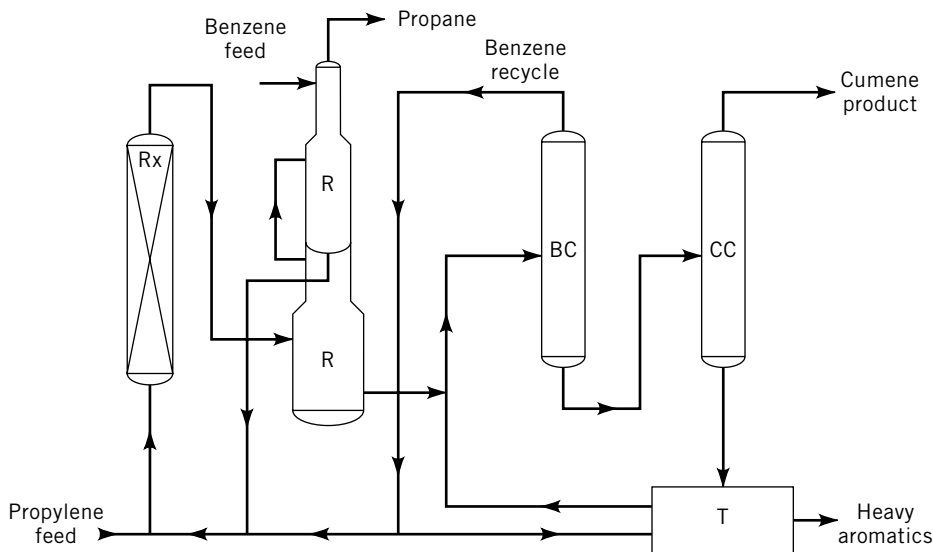 Propane
Benzene
feed
Benzene
recycle
Cumene
product
Rx
R
BC
CC
R
Propylene
feed
T
Heavy
aromatics